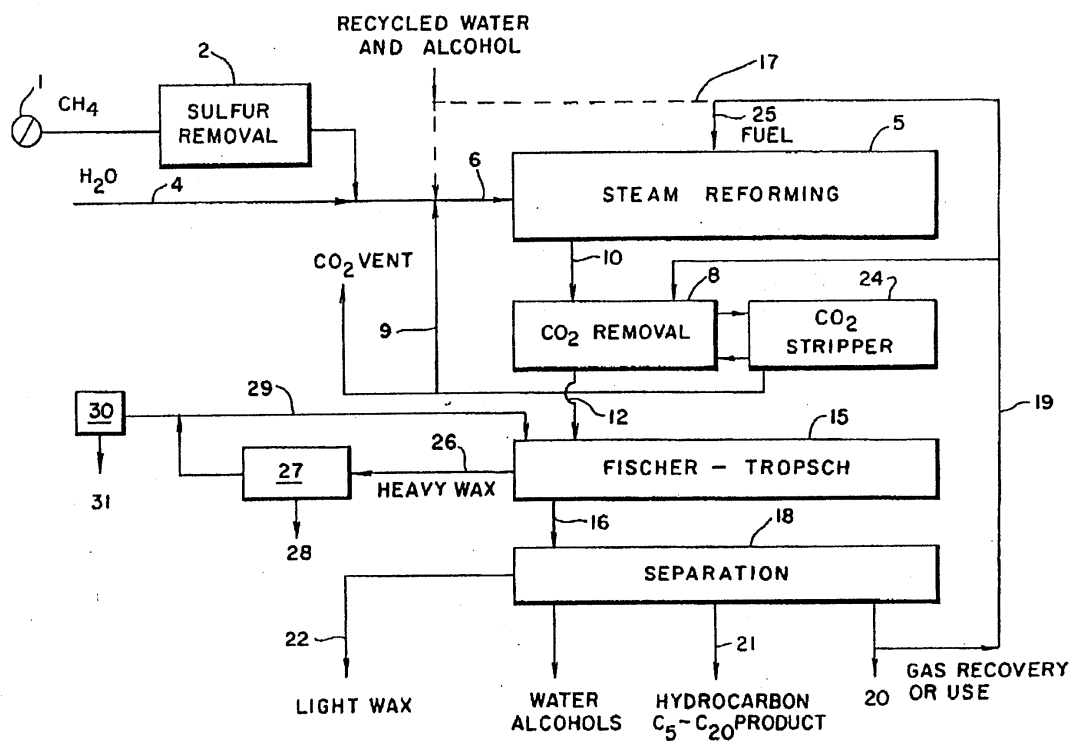 RECYCLED WATER
AND ALCOHOL
1
CH4
2
SULFUR
REMOVAL
17
25
FUEL
5
H2O
4
6
STEAM REFORMING
CO2 VENT
10
8
24
9
CO2 REMOVAL
CO2
STRIPPER
29
12
15
19
30
26
FISCHER - TROPSCH
27
HEAVY WAX
31
28
16
18
SEPARATION
22
21
20
GAS RECOVERY
OR USE
LIGHT WAX
WATER
ALCOHOLS
HYDROCARBON
C5-C20 PRODUCT